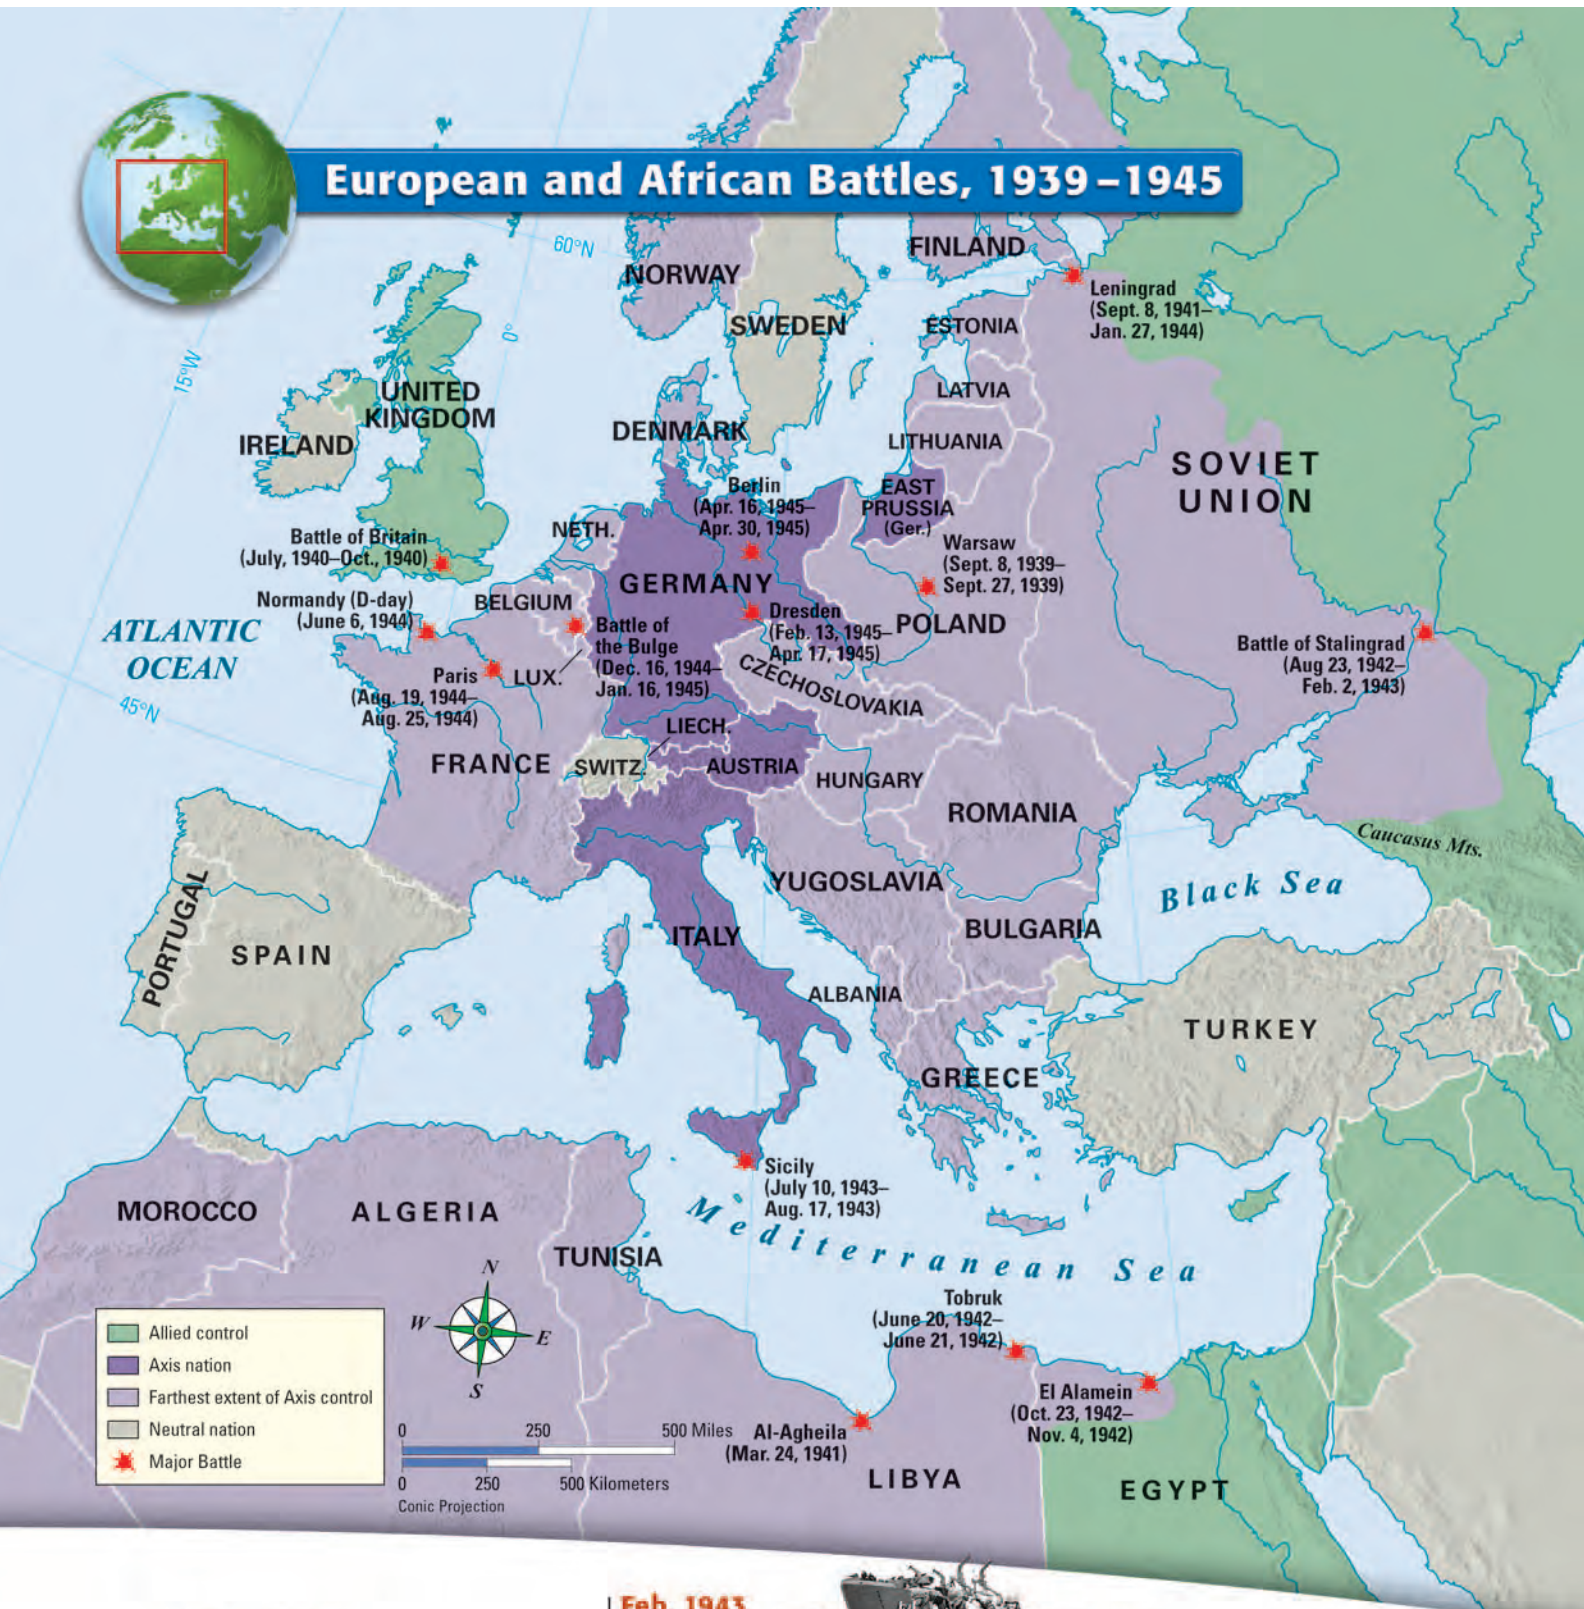 European and African Battles, 1939–1945
60°N
0°
15°W
45°N
NORWAY
FINLAND
SWEDEN
Leningrad
(Sept. 8, 1941–
Jan. 27, 1944)
ESTONIA
LATVIA
LITHUANIA
UNITED
KINGDOM
IRELAND
DENMARK
SOVIET
UNION
Berlin
(Apr. 16, 1945–
Apr. 30, 1945)
EAST
PRUSSIA
(Ger.)
NETH.
Battle of Britain
(July, 1940–Oct., 1940)
Warsaw
(Sept. 8, 1939–
Sept. 27, 1939)
GERMANY
BELGIUM
Normandy (D-day)
(June 6, 1944)
ATLANTIC
OCEAN
Battle of
the Bulge
(Dec. 16, 1944–
Jan. 16, 1945)
Dresden
(Feb. 13, 1945–
Apr. 17, 1945)
POLAND
Battle of Stalingrad
(Aug 23, 1942–
Feb. 2, 1943)
Paris
(Aug. 19, 1944–
Aug. 25, 1944)
LUX.
CZECHOSLOVAKIA
LIECH.
FRANCE
SWITZ.
AUSTRIA
HUNGARY
ROMANIA
Caucasus Mts.
Black Sea
YUGOSLAVIA
PORTUGAL
SPAIN
ITALY
BULGARIA
ALBANIA
TURKEY
GREECE
Sicily
(July 10, 1943–
Aug. 17, 1943)
Mediterranean Sea
MOROCCO
ALGERIA
TUNISIA
Tobruk
(June 20, 1942–
June 21, 1942)
El Alamein
(Oct. 23, 1942–
Nov. 4, 1942)
Al-Agheila
(Mar. 24, 1941)
LIBYA
EGYPT
N
W
E
S
Allied control
Axis nation
Farthest extent of Axis control
Neutral nation
Major Battle
0 250 500 Miles
0 250 500 Kilometers
Conic Projection
Feb. 1943